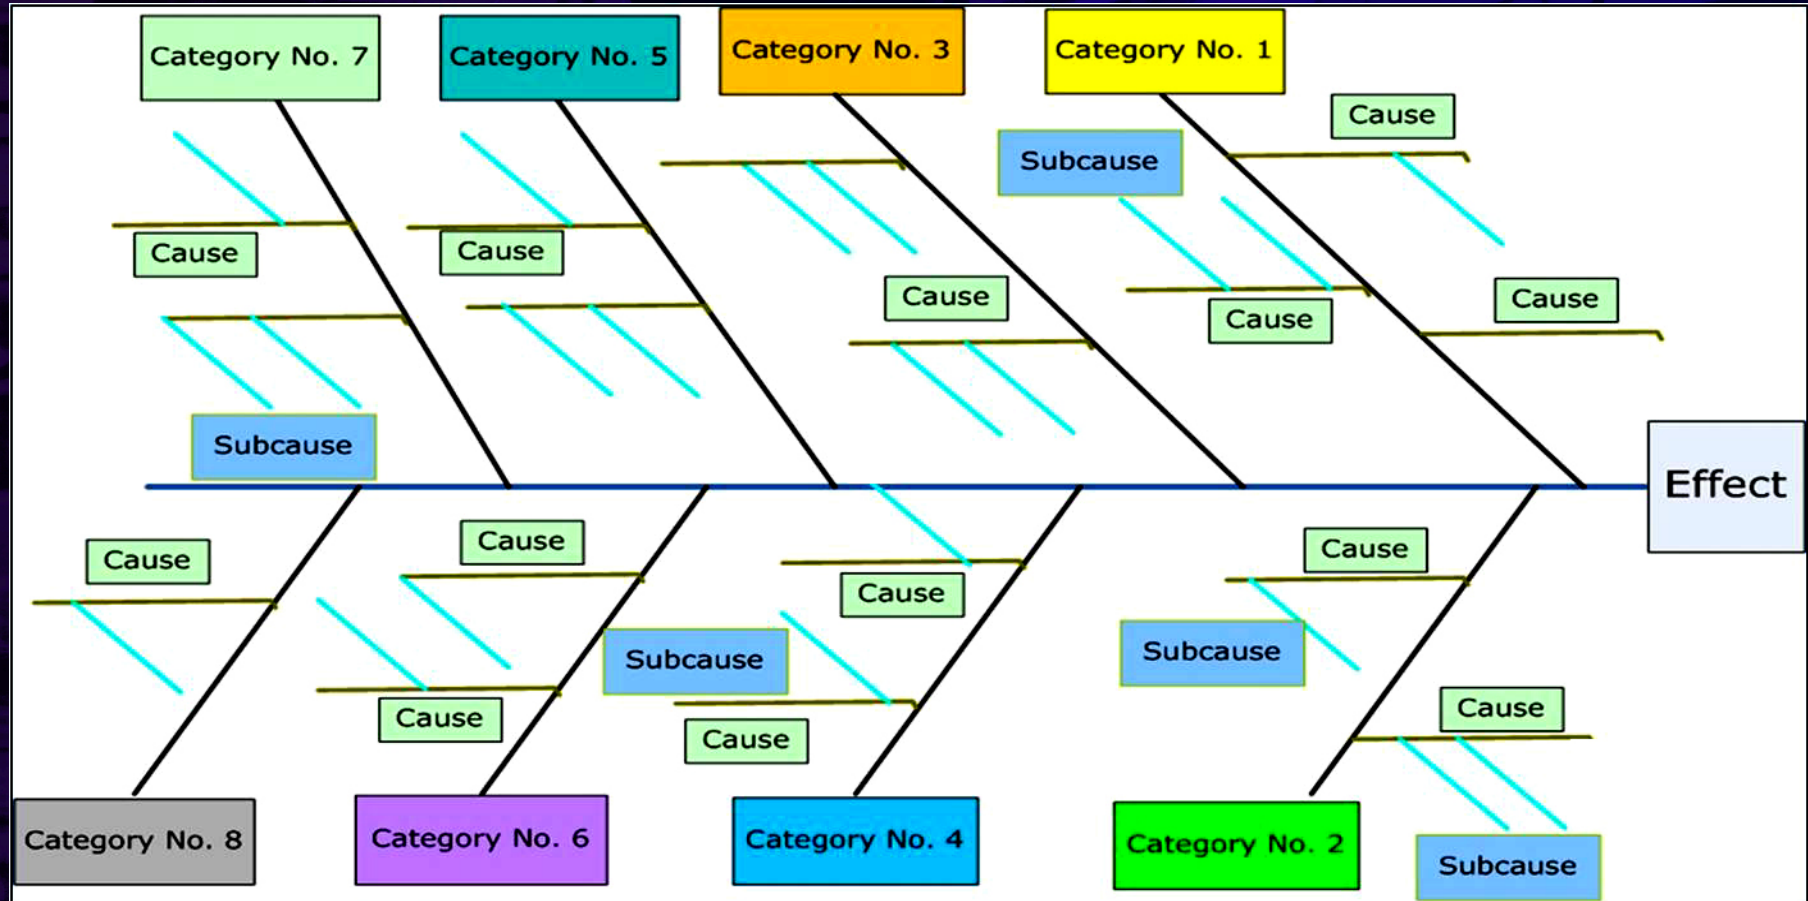 Category No. 7
Category No. 5
Category No. 3
Category No. 1
Cause
Subcause
Cause
Cause
Cause
Cause
Cause
Subcause
Effect
Cause
Cause
Cause
Cause
Subcause
Subcause
Cause
Cause
Cause
Category No. 8
Category No. 6
Category No. 4
Category No. 2
Subcause